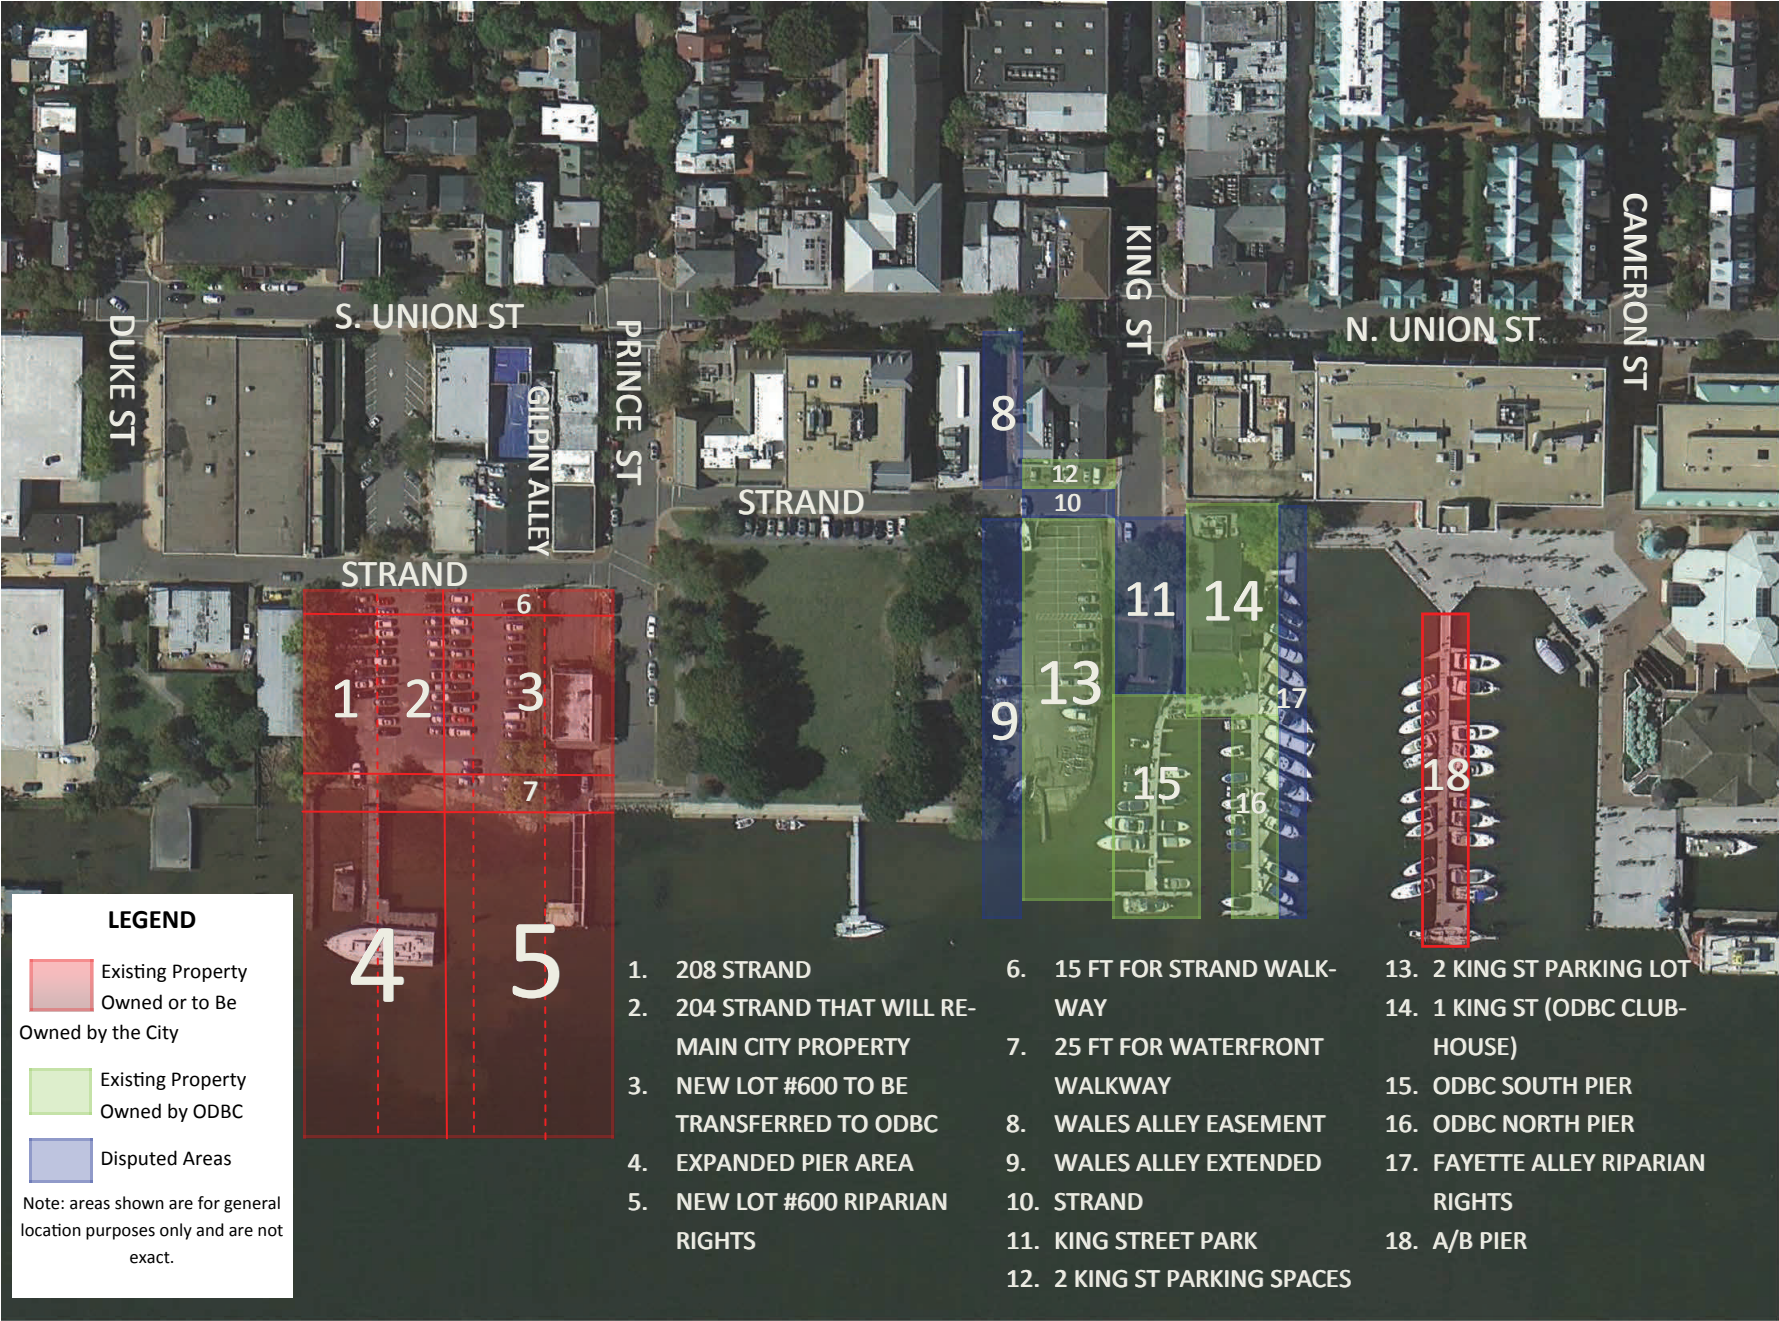 S. UNION ST
N. UNION ST
DUKE ST
GILPIN ALLEY
PRINCE ST
KING ST
CAMERON ST
STRAND
STRAND
8
12
10
6
1
2
3
7
4
5
9
13
11
14
15
16
17
18
LEGEND
Existing Property
Owned or to Be
Owned by the City
Existing Property
Owned by ODBC
Disputed Areas
Note: areas shown are for general
location purposes only and are not
exact.
1. 208 STRAND
2. 204 STRAND THAT WILL RE-
MAIN CITY PROPERTY
3. NEW LOT #600 TO BE
TRANSFERRED TO ODBC
4. EXPANDED PIER AREA
5. NEW LOT #600 RIPARIAN
RIGHTS
6. 15 FT FOR STRAND WALK-
WAY
7. 25 FT FOR WATERFRONT
WALKWAY
8. WALES ALLEY EASEMENT
9. WALES ALLEY EXTENDED
10. STRAND
11. KING STREET PARK
12. 2 KING ST PARKING SPACES
13. 2 KING ST PARKING LOT
14. 1 KING ST (ODBC CLUB-
HOUSE)
15. ODBC SOUTH PIER
16. ODBC NORTH PIER
17. FAYETTE ALLEY RIPARIAN
RIGHTS
18. A/B PIER